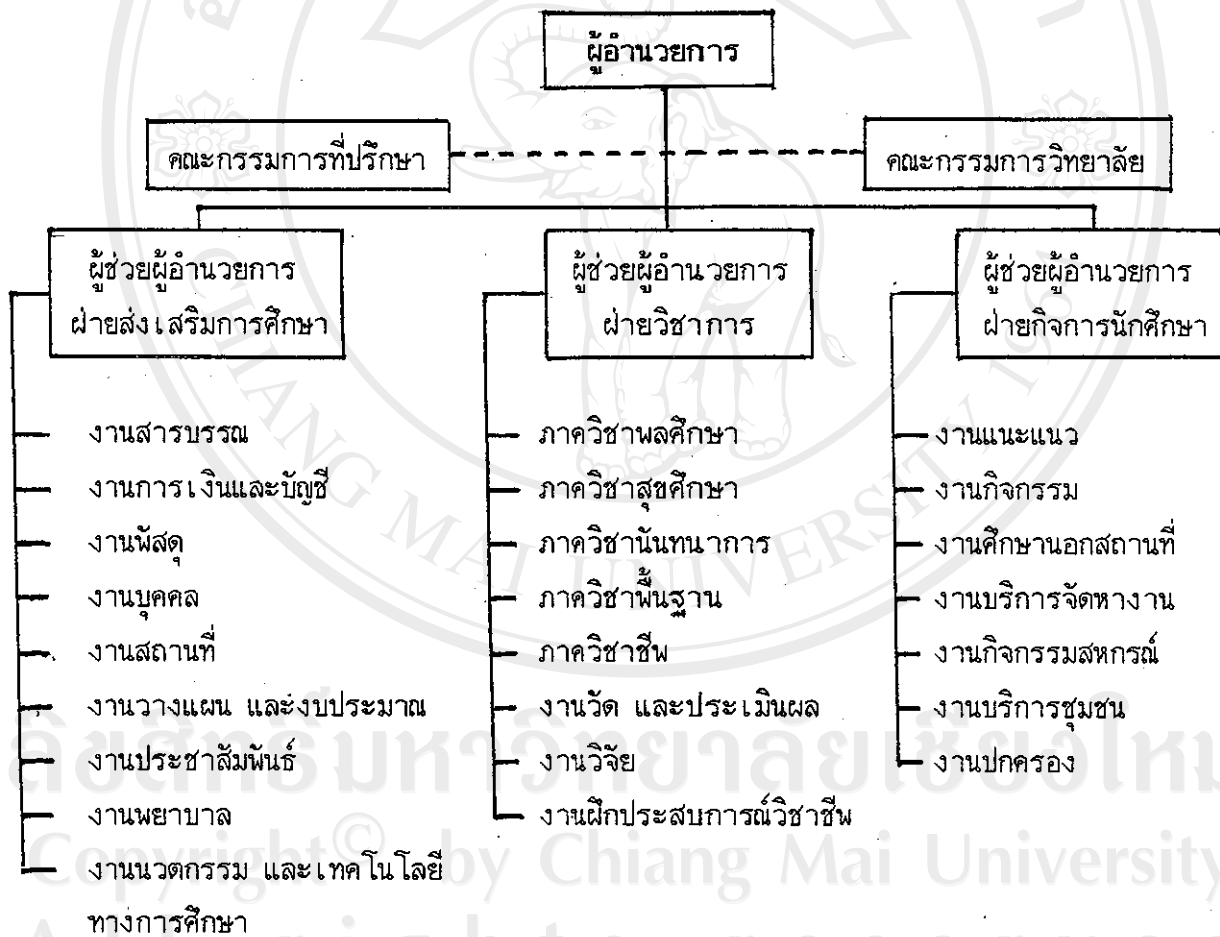 ผู้อำนวยการ
คณะกรรมการที่ปรึกษา
คณะกรรมการวิทยาลัย
ผู้ช่วยผู้อำนวยการ
ฝ่ายส่งเสริมการศึกษา
ผู้ช่วยผู้อำนวยการ
ฝ่ายวิชาการ
ผู้ช่วยผู้อำนวยการ
ฝ่ายกิจการนักศึกษา
งานสารบรรณ
งานการเงินและบัญชี
งานพัสดุ
งานบุคคล
งานสถานที่
งานวางแผน และงบประมาณ
งานประชาสัมพันธ์
งานพยาบาล
งานนวตกรรม และเทคโนโลยี
ทางการศึกษา
ภาควิชาพลศึกษา
ภาควิชาสุขศึกษา
ภาควิชานันทนาการ
ภาควิชาพื้นฐาน
ภาควิชาชีพ
งานวัด และประเมินผล
งานวิจัย
งานฝึกประสบการณ์วิชาชีพ
งานแนะแนว
งานกิจกรรม
งานศึกษานอกสถานที่
งานบริการจัดหางาน
งานกิจกรรมสหกรณ์
งานบริการชุมชน
งานปกครอง
CHIANG MAI UNIVERSITY 19
ลิขสิทธิ์มหาวิทยาลัยเชียงใหม
Copyright© by Chiang Mai University